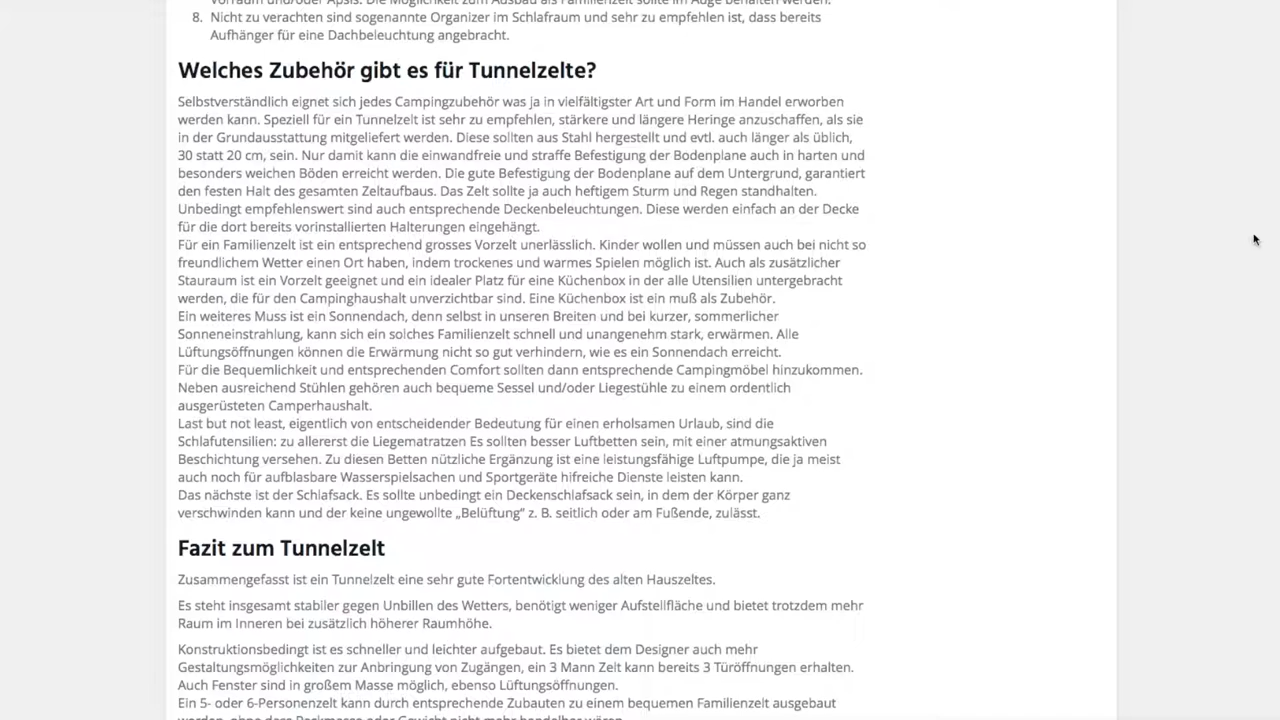 Vorraum und/oder Apsis. Die Möglichkeit zum Ausbau als Familienzelt sollte im Auge behalten werden.
8. Nicht zu verachten sind sogenannte Organizer im Schlafraum und sehr zu empfehlen ist, dass bereits
Aufhänger für eine Dachbeleuchtung angebracht.
Welches Zubehör gibt es für Tunnelzelte?
Selbstverständlich eignet sich jedes Campingzubehör was ja in vielfältigster Art und Form im Handel erworben
werden kann. Speziell für ein Tunnelzelt ist sehr zu empfehlen, stärkere und längere Heringe anzuschaffen, als sie
in der Grundausstattung mitgeliefert werden. Diese sollten aus Stahl hergestellt und evtl. auch länger als üblich,
30 statt 20 cm, sein. Nur damit kann die einwandfreie und straffe Befestigung der Bodenplane auch in harten und
besonders weichen Böden erreicht werden. Die gute Befestigung der Bodenplane auf dem Untergrund, garantiert
den festen Halt des gesamten Zeltaufbaus. Das Zelt sollte ja auch heftigem Sturm und Regen standhalten.
Unbedingt empfehlenswert sind auch entsprechende Deckenbeleuchtungen. Diese werden einfach an der Decke
für die dort bereits vorinstallierten Halterungen eingehängt.
Für ein Familienzelt ist ein entsprechend grosses Vorzelt unerlässlich. Kinder wollen und müssen auch bei nicht so
freundlichem Wetter einen Ort haben, indem trockenes und warmes Spielen möglich ist. Auch als zusätzlicher
Stauraum ist ein Vorzelt geeignet und ein idealer Platz für eine Küchenbox in der alle Utensilien untergebracht
werden, die für den Campinghaushalt unverzichtbar sind. Eine Küchenbox ist ein muß als Zubehör.
Ein weiteres Muss ist ein Sonnendach, denn selbst in unseren Breiten und bei kurzer, sommerlicher
Sonneneinstrahlung, kann sich ein solches Familienzelt schnell und unangenehm stark, erwärmen. Alle
Lüftungsöffnungen können die Erwärmung nicht so gut verhindern, wie es ein Sonnendach erreicht.
Für die Bequemlichkeit und entsprechenden Comfort sollten dann entsprechende Campingmöbel hinzukommen.
Neben ausreichend Stühlen gehören auch bequeme Sessel und/oder Liegestühle zu einem ordentlich
ausgerüsteten Camperhaushalt.
Last but not least, eigentlich von entscheidender Bedeutung für einen erholsamen Urlaub, sind die
Schlafutensilien: zu allererst die Liegematratzen Es sollten besser Luftbetten sein, mit einer atmungsaktiven
Beschichtung versehen. Zu diesen Betten nützliche Ergänzung ist eine leistungsfähige Luftpumpe, die ja meist
auch noch für aufblasbare Wasserspielsachen und Sportgeräte hifreiche Dienste leisten kann.
Das nächste ist der Schlafsack. Es sollte unbedingt ein Deckenschlafsack sein, in dem der Körper ganz
verschwinden kann und der keine ungewollte „Belüftung“ z. B. seitlich oder am Fußende, zulässt.
Fazit zum Tunnelzelt
Zusammengefasst ist ein Tunnelzelt eine sehr gute Fortentwicklung des alten Hauszeltes.
Es steht insgesamt stabiler gegen Unbillen des Wetters, benötigt weniger Aufstellfläche und bietet trotzdem mehr
Raum im Inneren bei zusätzlich höherer Raumhöhe.
Konstruktionsbedingt ist es schneller und leichter aufgebaut. Es bietet dem Designer auch mehr
Gestaltungsmöglichkeiten zur Anbringung von Zugängen, ein 3 Mann Zelt kann bereits 3 Türöffnungen erhalten.
Auch Fenster sind in großem Masse möglich, ebenso Lüftungsöffnungen.
Ein 5- oder 6-Personenzelt kann durch entsprechende Zubauten zu einem bequemen Familienzelt ausgebaut
werden, ohne dass Packmasse oder Gewicht nicht mehr handelbar wären.